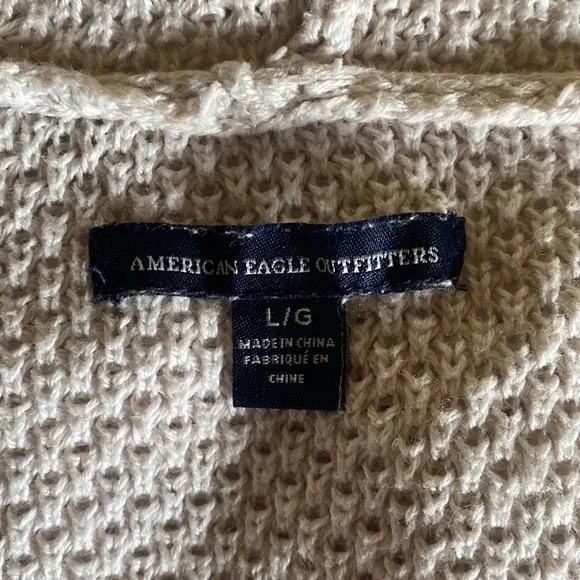 AMERICAN EAGLE OUTFITTERS
L/G
MADE IN CHINA
FABRIQUÉ EN
CHINE